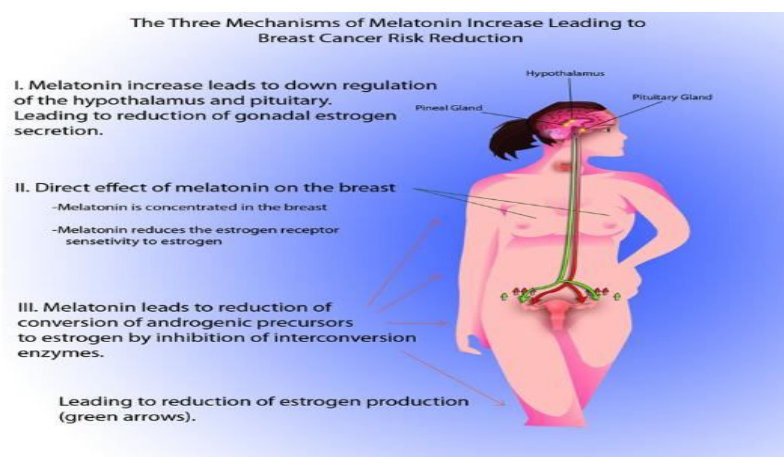 The Three Mechanisms of Melatonin Increase Leading to
Breast Cancer Risk Reduction
Hypothalamus
Pineal Gland
Pituitary Gland
I. Melatonin increase leads to down regulation
of the hypothalamus and pituitary.
Leading to reduction of gonadal estrogen
secretion.
II. Direct effect of melatonin on the breast
-Melatonin is concentrated in the breast
-Melatonin reduces the estrogen receptor
sensetivity to estrogen
III. Melatonin leads to reduction of
conversion of androgenic precursors
to estrogen by inhibition of interconversion
enzymes.
Leading to reduction of estrogen production
(green arrows).